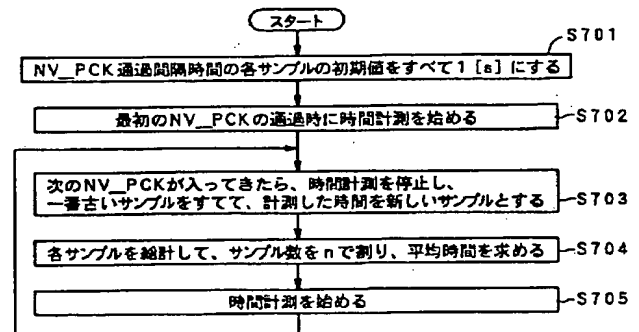 スタート
S701
NV__PCK通過間隔時間の各サンプルの初期値をすべて1[s]にする
最初のNV__PCKの通過時に時間計測を始める
S702
次のNV__PCKが入ってきたら、時間計測を停止し、
一番古いサンプルをすてて、計測した時間を新しいサンプルとする
S703
各サンプルを総計して、サンプル数をnで割り、平均時間を求める
S704
時間計測を始める
S705